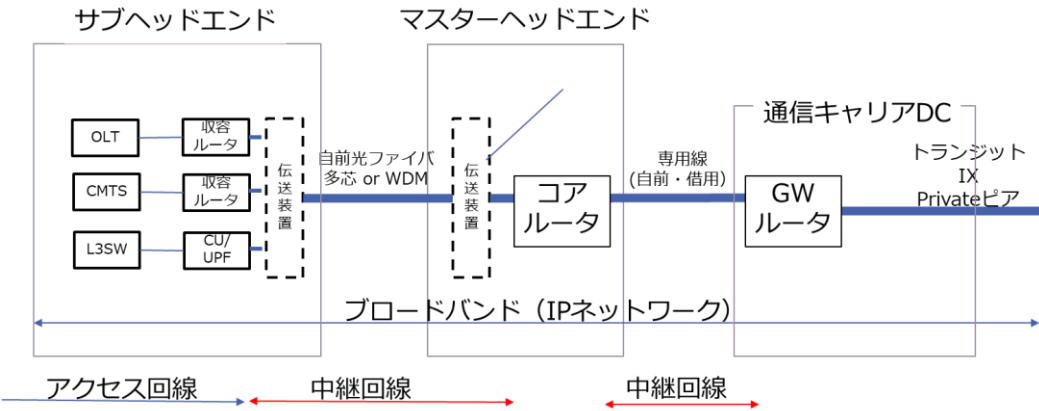 サブヘッドエンド
マスターヘッドエンド
通信キャリアDC
OLT
収容
ルータ
CMTS
収容
ルータ
L3SW
CU/
UPF
伝
送
装
置
自前光ファイバ
多芯 or WDM
伝
送
装
置
コア
ルータ
専用線
(自前・借用)
GW
ルータ
トランジット
IX
Privateピア
ブロードバンド（IPネットワーク）
アクセス回線
中継回線
中継回線